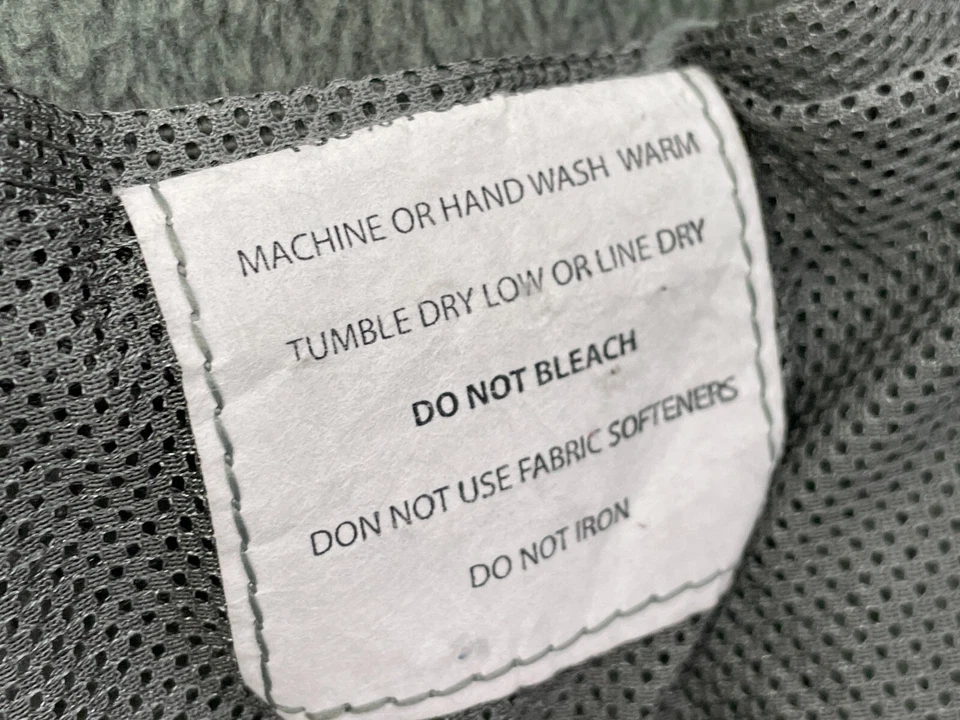 MACHINE OR HAND WASH WARM
TUMBLE DRY LOW OR LINE DRY
DO NOT BLEACH
DON NOT USE FABRIC SOFTENERS
DO NOT IRON